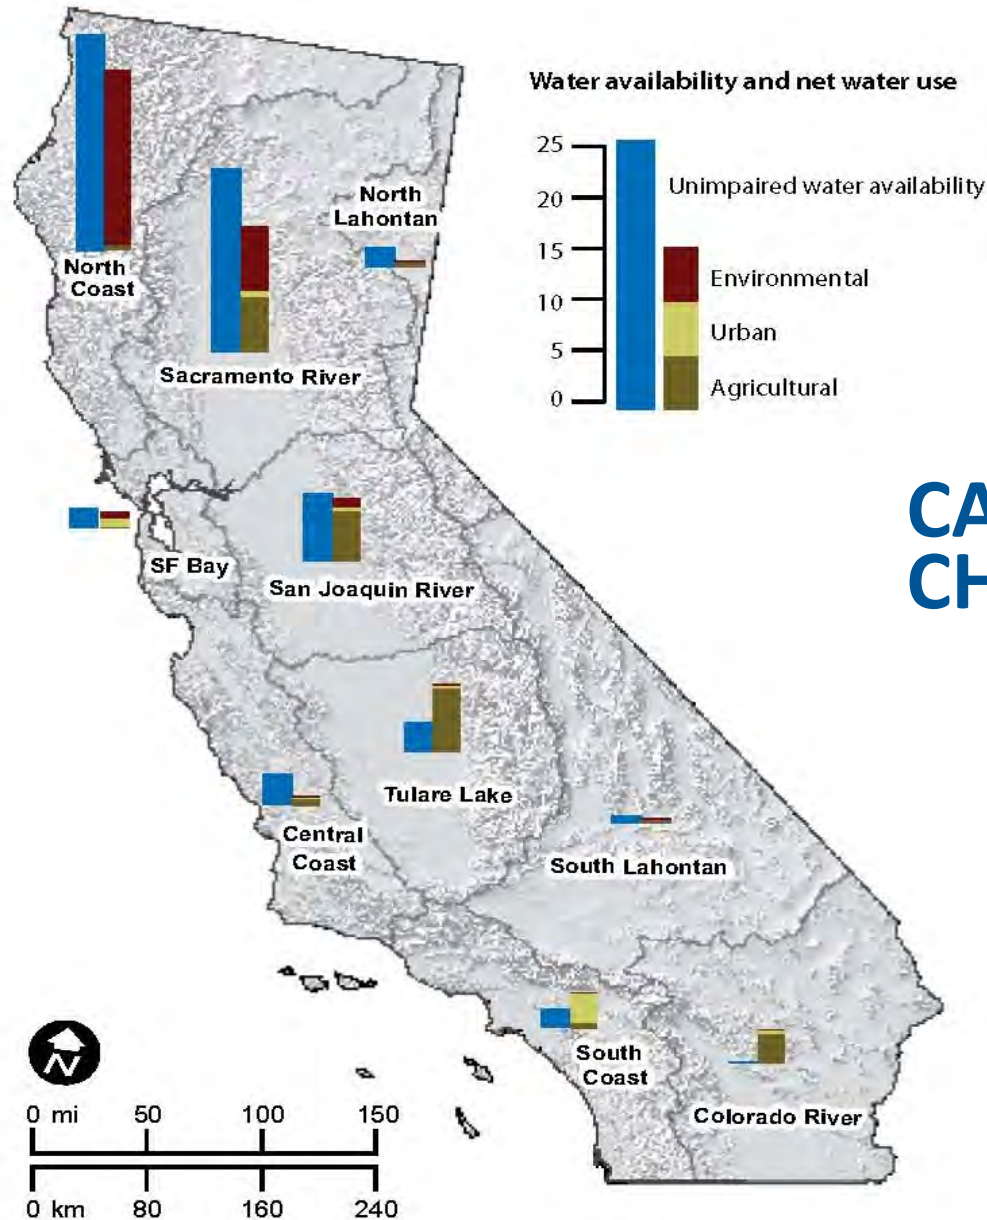 Water availability and net water use
25
20
15
10
5
0
Unimpaired water availability
Environmental
Urban
Agricultural
North
Coast
Sacramento River
North
Lahontan
CA
CH
SF Bay
San Joaquin River
Tulare Lake
Central
Coast
South Lahontan
South
Coast
Colorado River
N
0 mi 50 100 150
0 km 80 160 240